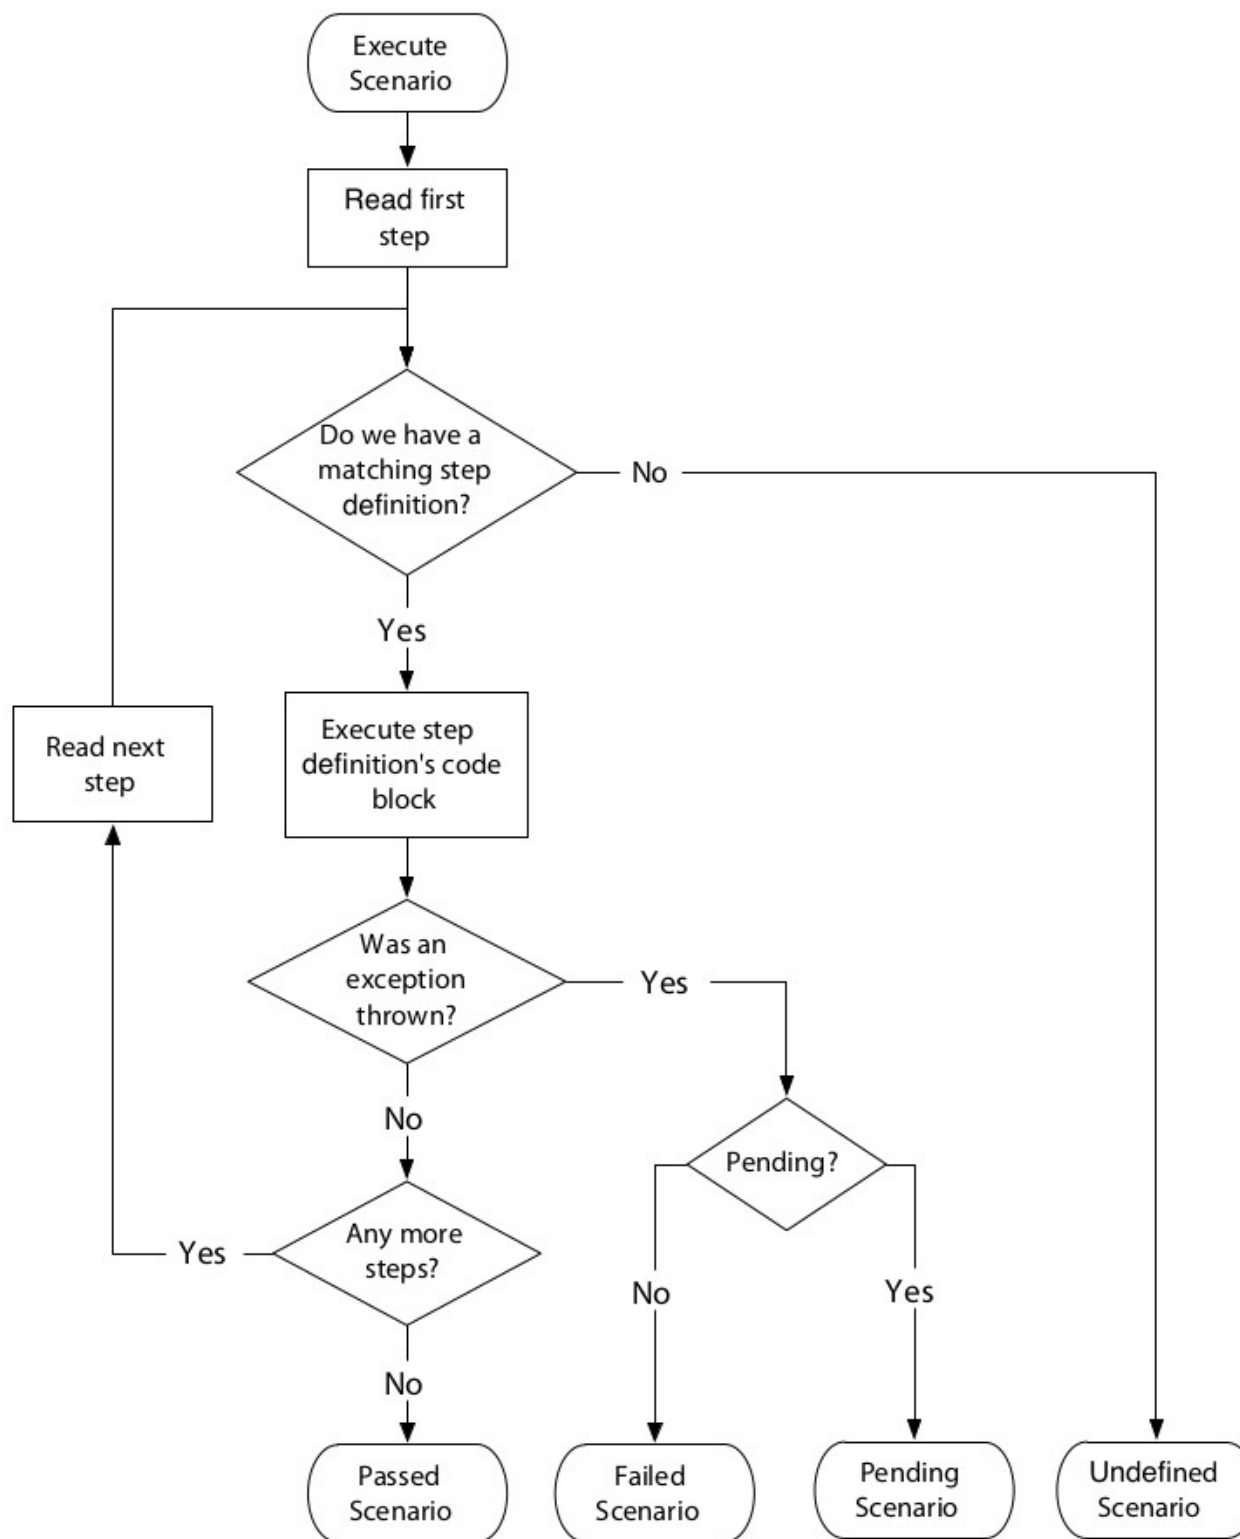 Execute
Scenario
Read first
step
Do we have a
matching step
definition?
No
Yes
Read next
step
Execute step
definition's code
block
Was an
exception
thrown?
Yes
No
Pending?
Any more
steps?
Yes
No
Yes
No
Passed
Scenario
Failed
Scenario
Pending
Scenario
Undefined
Scenario